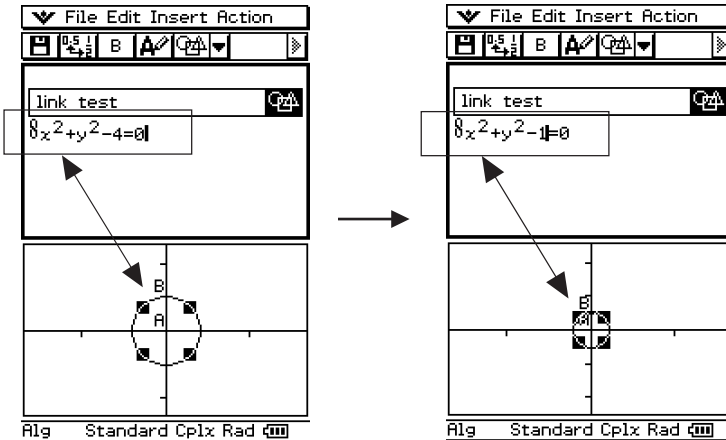 File Edit Insert Action
B
link test
x²+y²-4=0
B
A
Alg Standard Cplx Rad
File Edit Insert Action
B
link test
x²+y²-1=0
B
A
Alg Standard Cplx Rad